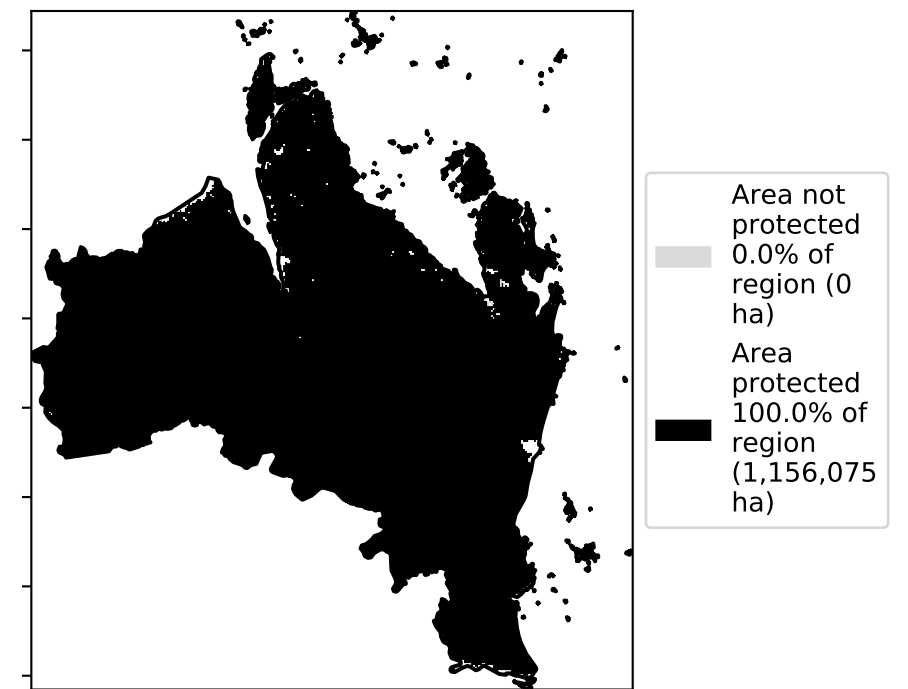 Area not
protected
0.0% of
region (0
ha)
Area
protected
100.0% of
region
(1,156,075
ha)